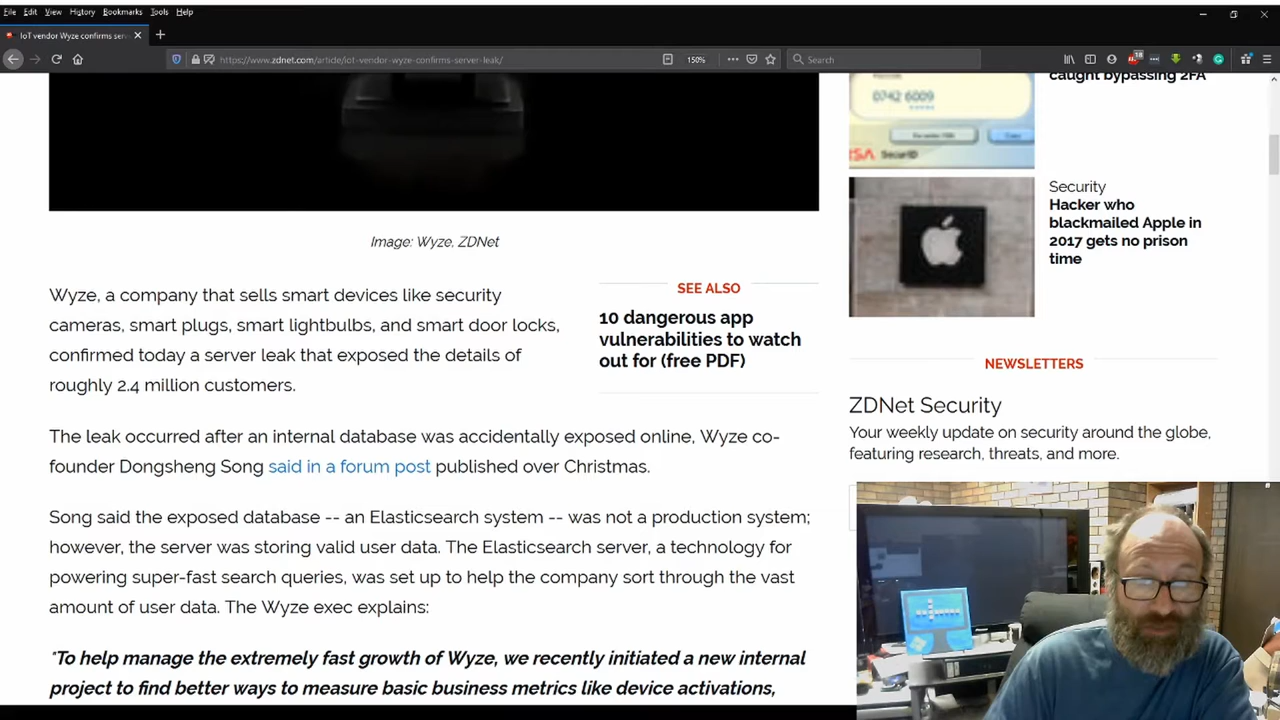 File Edit View History Bookmarks Tools Help
IoT vendor Wyze confirms serv
https://www.zdnet.com/article/iot-vendor-wyze-confirms-server-leak/
150%
Search
18
caught bypassing 2FA
0742 6009
RSA SecurID
Security
Hacker who
blackmailed Apple in
2017 gets no prison
time
Image: Wyze, ZDNet
Wyze, a company that sells smart devices like security
cameras, smart plugs, smart lightbulbs, and smart door locks,
confirmed today a server leak that exposed the details of
roughly 2.4 million customers.
SEE ALSO
10 dangerous app
vulnerabilities to watch
out for (free PDF)
The leak occurred after an internal database was accidentally exposed online, Wyze co-
founder Dongsheng Song said in a forum post published over Christmas.
Song said the exposed database -- an Elasticsearch system -- was not a production system;
however, the server was storing valid user data. The Elasticsearch server, a technology for
powering super-fast search queries, was set up to help the company sort through the vast
amount of user data. The Wyze exec explains:
"To help manage the extremely fast growth of Wyze, we recently initiated a new internal
project to find better ways to measure basic business metrics like device activations,
NEWSLETTERS
ZDNet Security
Your weekly update on security around the globe,
featuring research, threats, and more.